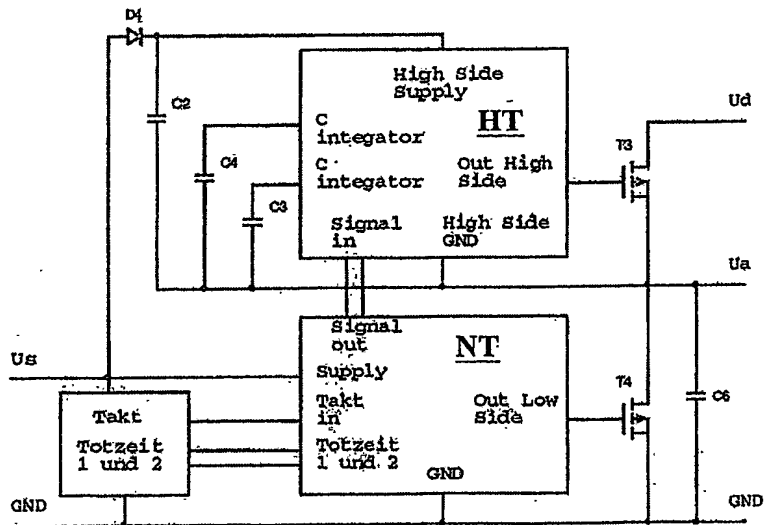 D4
High Side
Supply
HT
C2
C
integator
C4
C
integator
C3
Out High
Side
Signal
in
High Side
GND
T3
Ud
Ua
Signal
out
NT
Us
Supply
Takt
Totzeit
1 und 2
Takt
in
Totzeit
1 und 2
Out Low
Side
GND
T4
C6
GND
GND